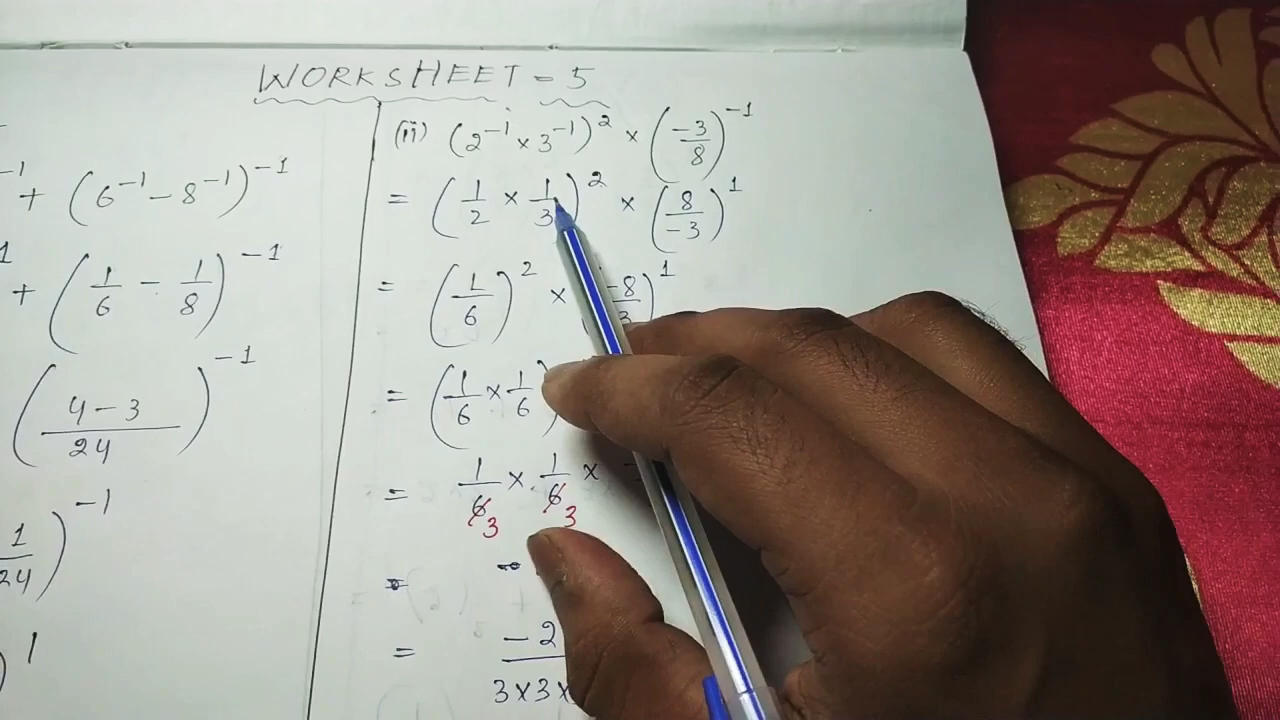 WORKSHEET = 5
+ (6⁻¹ − 8⁻¹)⁻¹
+ (1/6 − 1/8)⁻¹
((4 − 3)/24)⁻¹
1/24)⁻¹
)¹
(ii) (2⁻¹ × 3⁻¹)² × (−3/8)⁻¹
= (1/2 × 1/3)² × (8/−3)¹
= (1/6)² × (−8/3)¹
= (1/6 × 1/6)
= 1/6 3 × 1/6 3 ×
=
= −2/3×3×